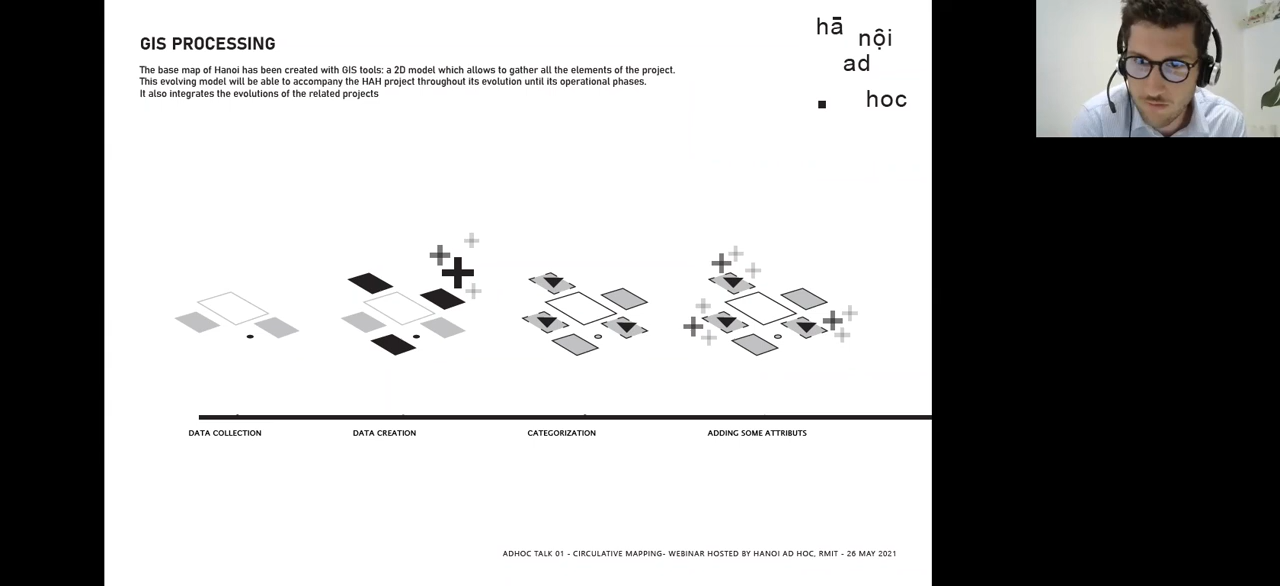 GIS PROCESSING
The base map of Hanoi has been created with GIS tools: a 2D model which allows to gather all the elements of the project.
This evolving model will be able to accompany the HAH project throughout its evolution until its operational phases.
It also integrates the evolutions of the related projects
hā
nội
ad
hoc
DATA COLLECTION
DATA CREATION
CATEGORIZATION
ADDING SOME ATTRIBUTS
ADHOC TALK 01 - CIRCULATIVE MAPPING- WEBINAR HOSTED BY HANOI AD HOC, RMIT - 26 MAY 2021